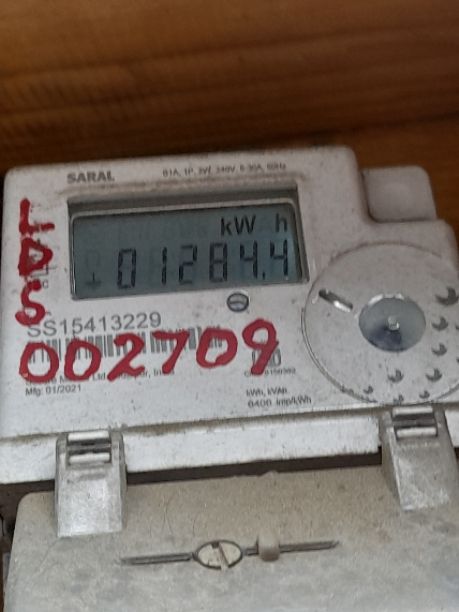 SARAL
kW h
01284.4
LDS
SS15413229
002709
Mfg: 01/2021
kWh, kVAh
6400 imp/kWh